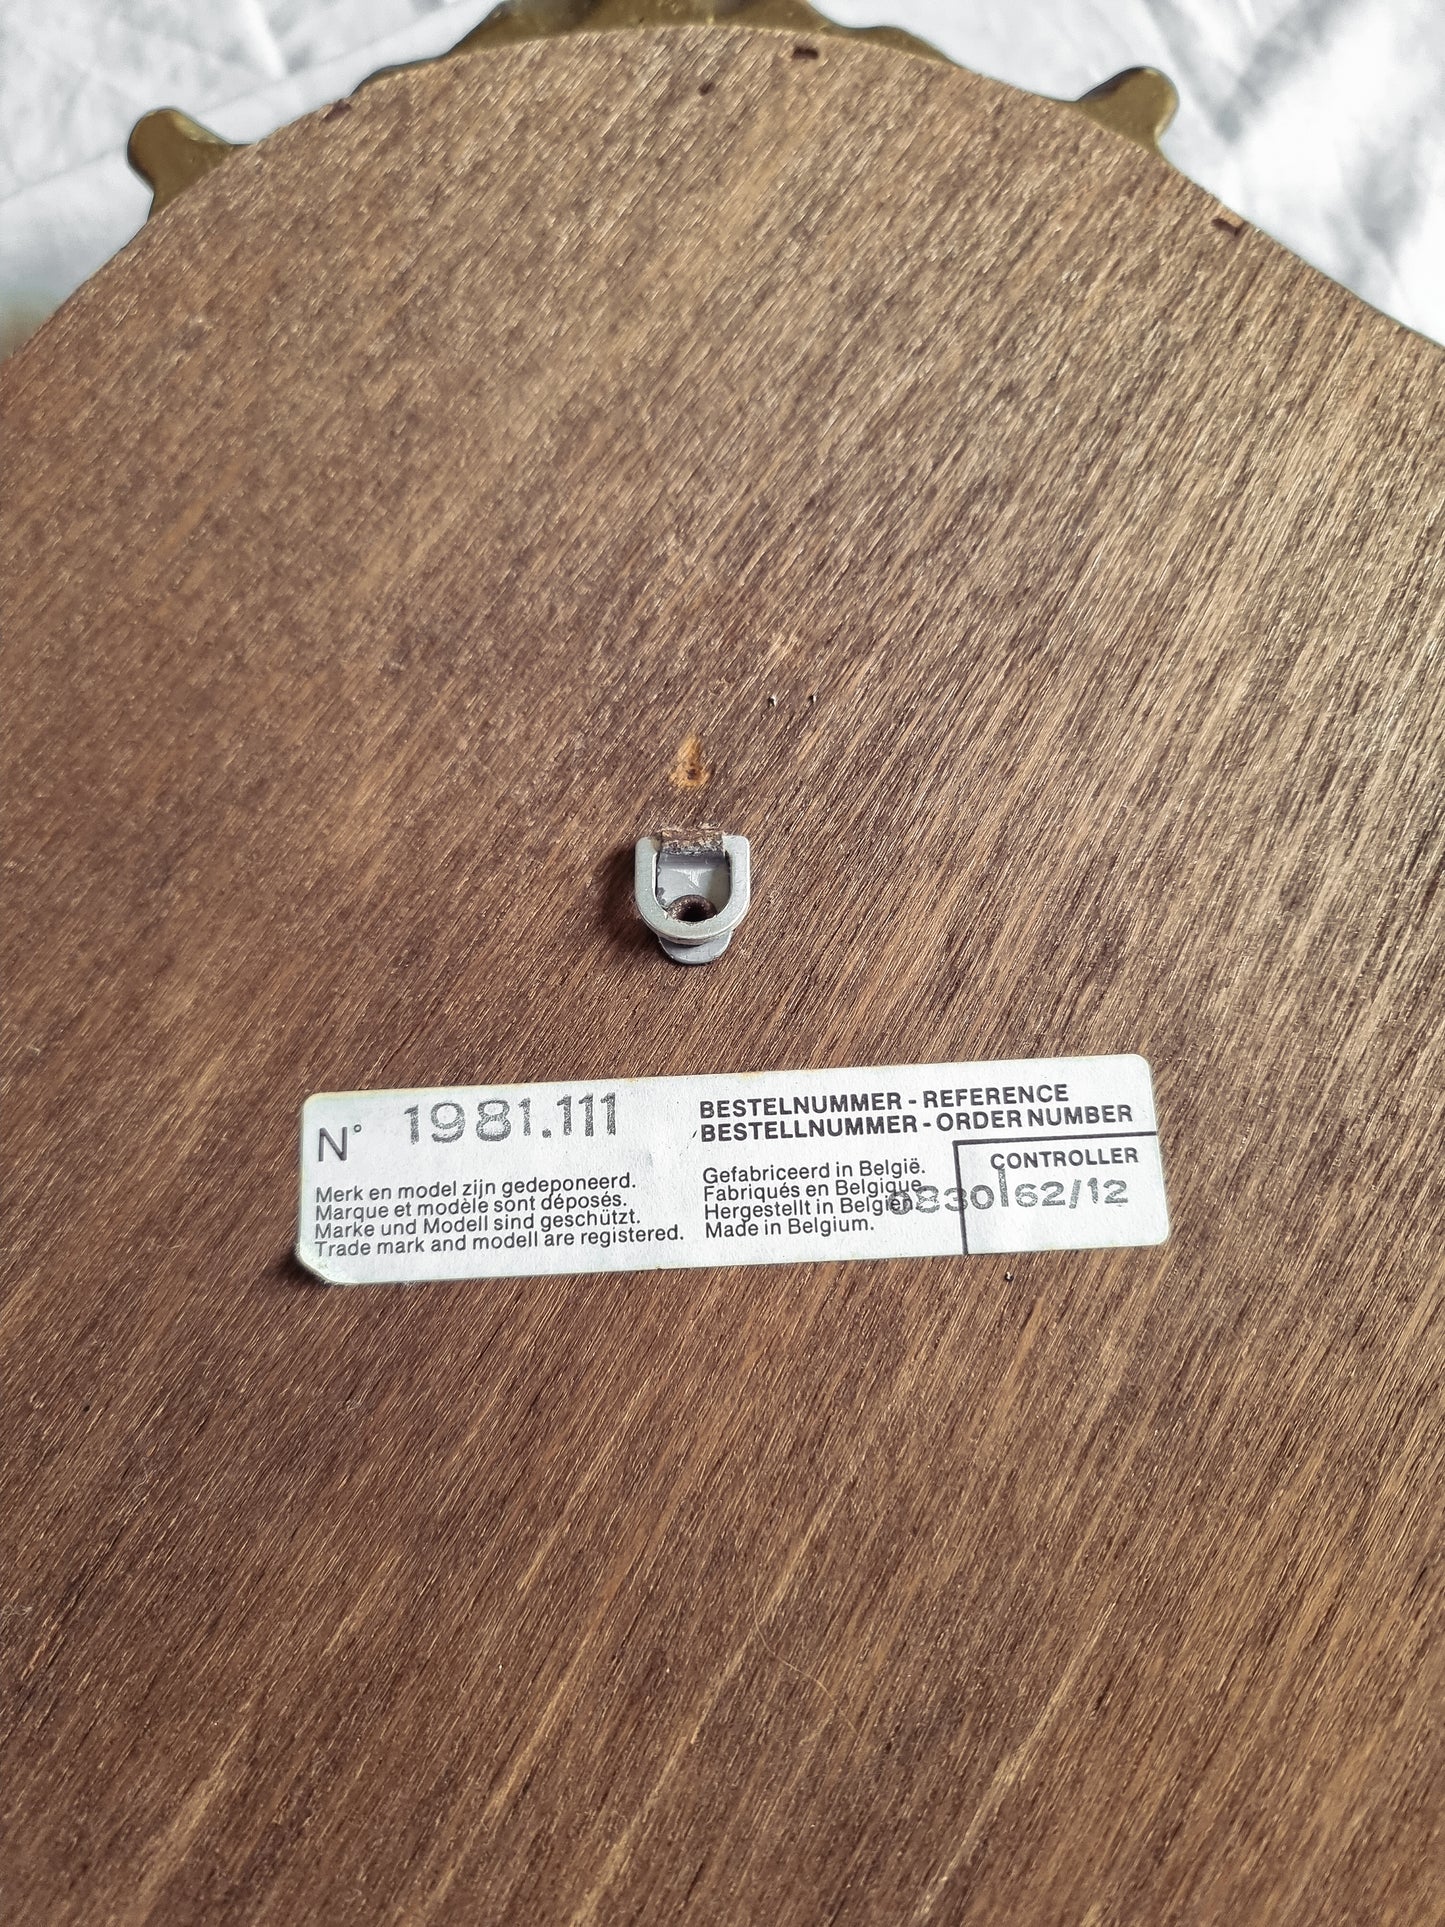 N° 1981.111
BESTELNUMMER - REFERENCE
BESTELLNUMMER - ORDER NUMBER
Merk en model zijn gedeponeerd.
Marque et modèle sont déposés.
Marke und Modell sind geschützt.
Trade mark and modell are registered.
Gefabriceerd in België.
Fabriqués en Belgique.
Hergestellt in Belgien.
Made in Belgium.
CONTROLLER
0830162/12